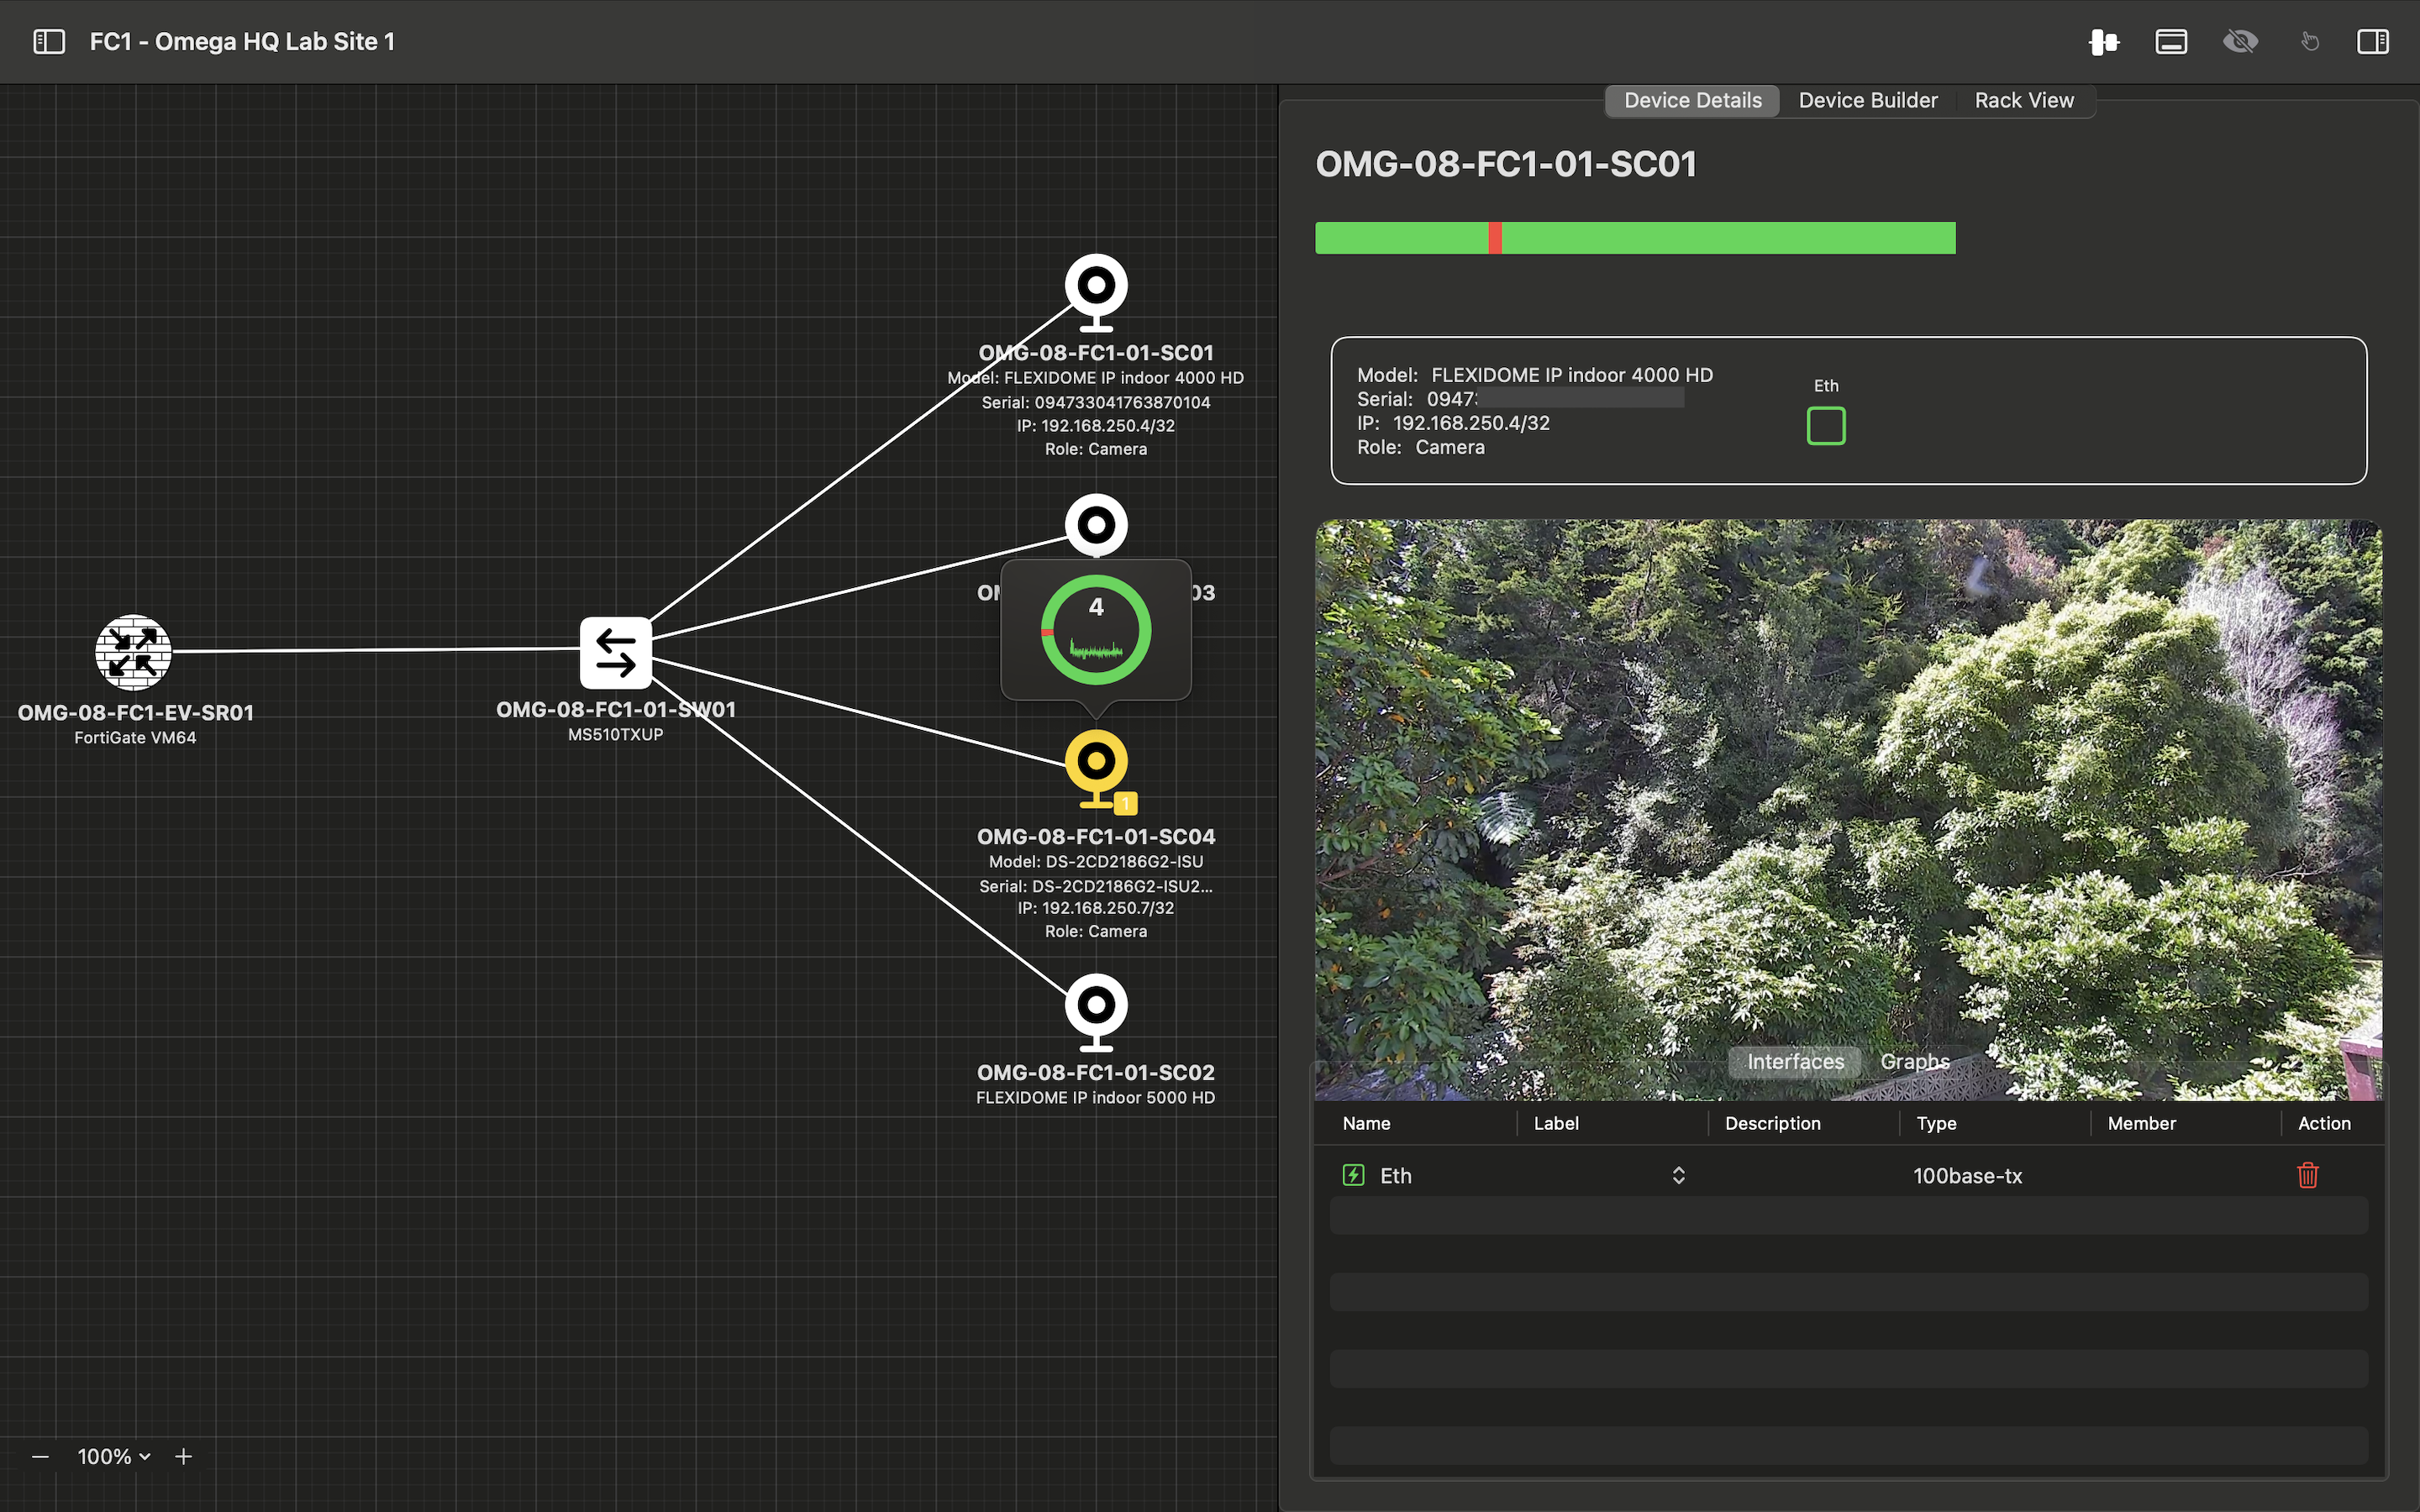 FC1 - Omega HQ Lab Site 1
OMG-08-FC1-01-SC01
Model: FLEXIDOME IP indoor 4000 HD
Serial: 094733041763870104
IP: 192.168.250.4/32
Role: Camera
03
4
OMG-08-FC1-EV-SR01
FortiGate VM64
OMG-08-FC1-01-SW01
MS510TXUP
1
OMG-08-FC1-01-SC04
Model: DS-2CD2186G2-ISU
Serial: DS-2CD2186G2-ISU2...
IP: 192.168.250.7/32
Role: Camera
OMG-08-FC1-01-SC02
FLEXIDOME IP indoor 5000 HD
100%
Device Details
Device Builder
Rack View
OMG-08-FC1-01-SC01
Model: FLEXIDOME IP indoor 4000 HD
Serial: 0947
IP: 192.168.250.4/32
Role: Camera
Eth
Interfaces
Graphs
Name Label Description Type Member Action
Eth 100base-tx